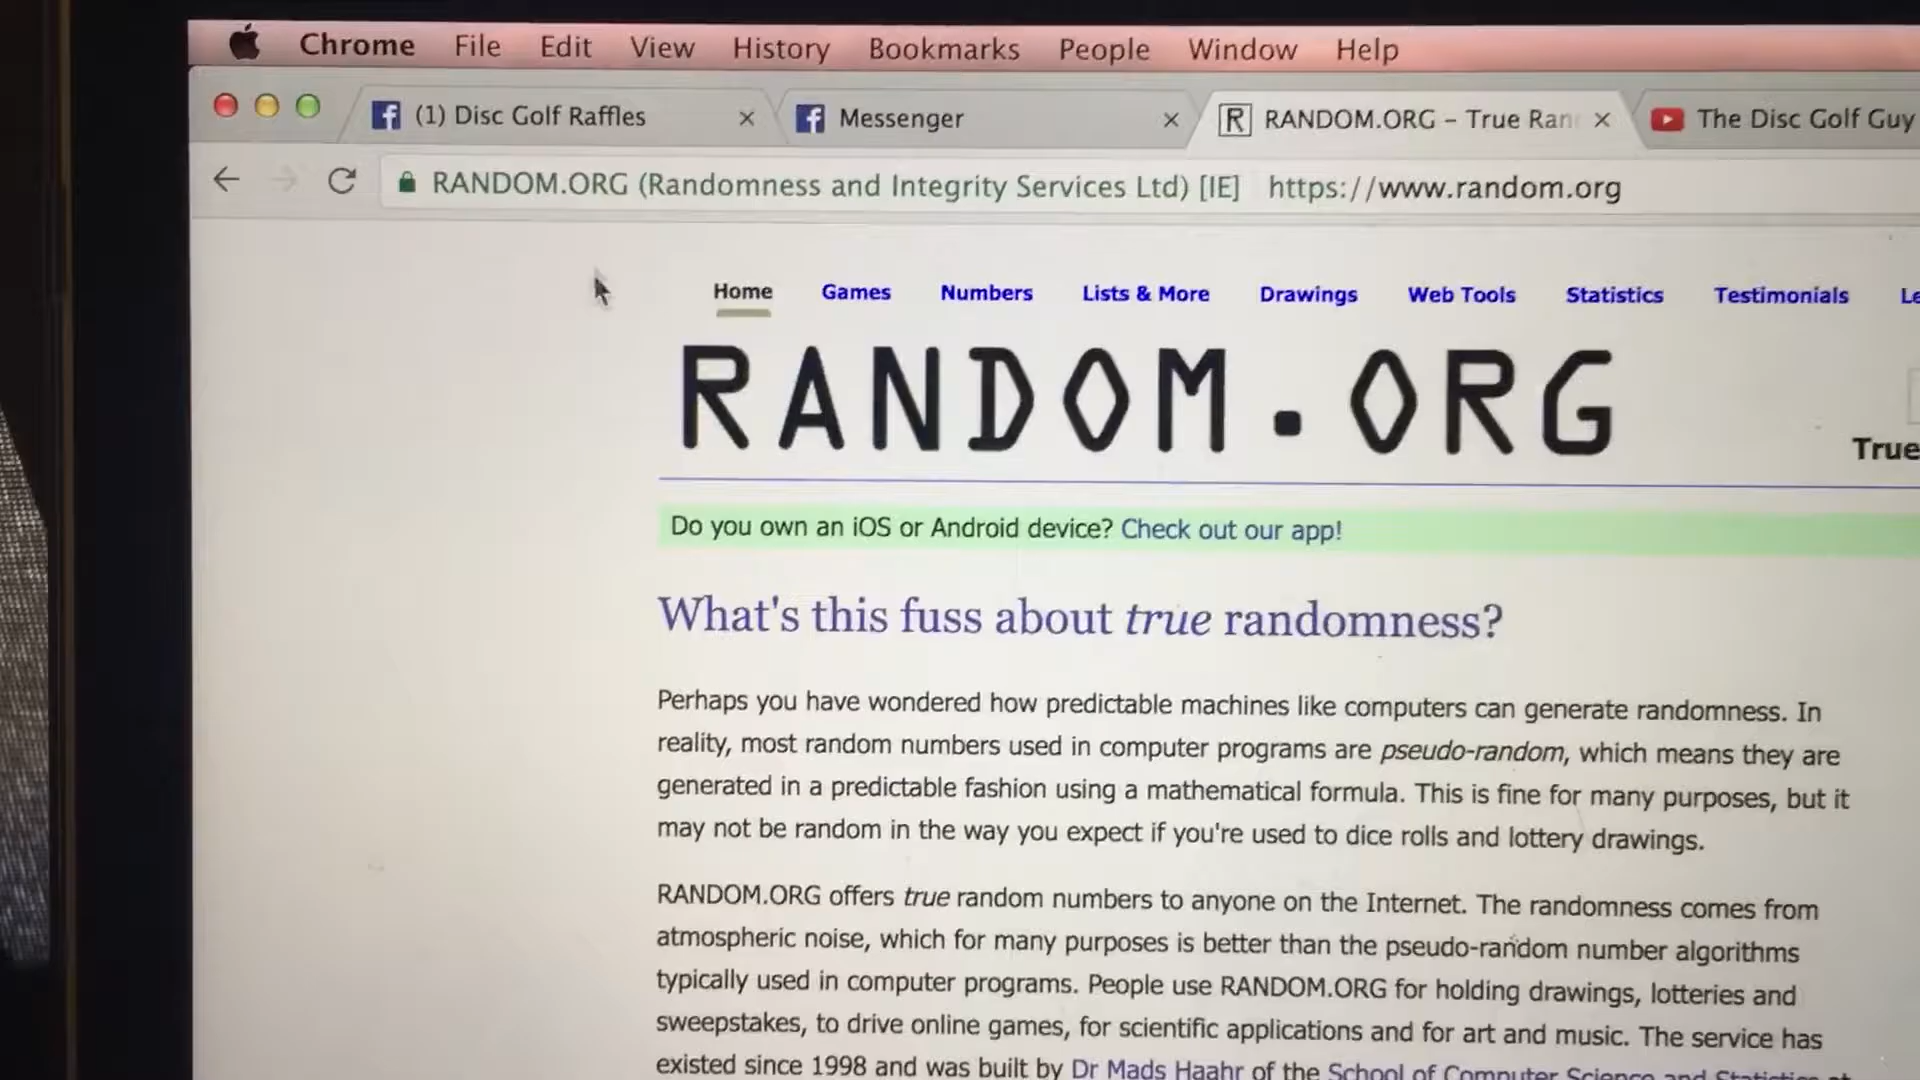 Chrome File Edit View History Bookmarks People Window Help
(1) Disc Golf Raffles Messenger RANDOM.ORG - True Ran The Disc Golf Guy
RANDOM.ORG (Randomness and Integrity Services Ltd) [IE] https://www.random.org
Home Games Numbers Lists & More Drawings Web Tools Statistics Testimonials Le
RANDOM.ORG
True
Do you own an iOS or Android device? Check out our app!
What's this fuss about true randomness?
Perhaps you have wondered how predictable machines like computers can generate randomness. In
reality, most random numbers used in computer programs are pseudo-random, which means they are
generated in a predictable fashion using a mathematical formula. This is fine for many purposes, but it
may not be random in the way you expect if you're used to dice rolls and lottery drawings.
RANDOM.ORG offers true random numbers to anyone on the Internet. The randomness comes from
atmospheric noise, which for many purposes is better than the pseudo-random number algorithms
typically used in computer programs. People use RANDOM.ORG for holding drawings, lotteries and
sweepstakes, to drive online games, for scientific applications and for art and music. The service has
existed since 1998 and was built by Dr Mads Haahr of the School of Computer Science and Statistics at